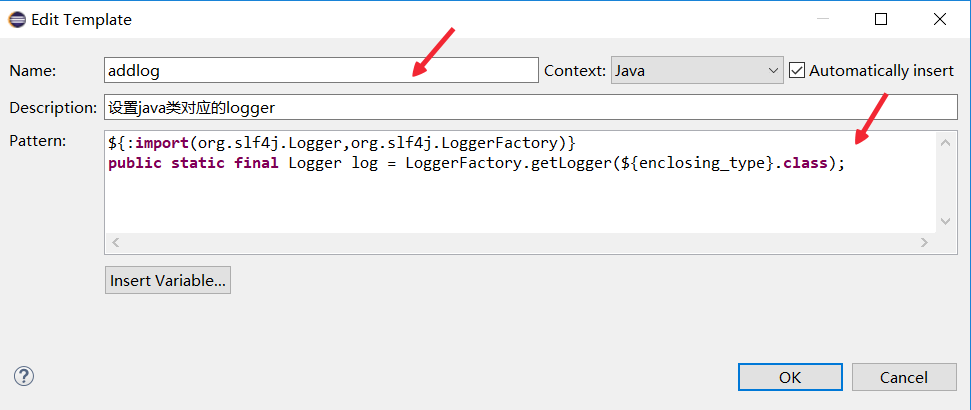 Edit Template
Name: addlog Context: Java Automatically insert
Description: 设置java类对应的logger
Pattern: ${:import(org.slf4j.Logger,org.slf4j.LoggerFactory)}
public static final Logger log = LoggerFactory.getLogger(${enclosing_type}.class);
Insert Variable...
? OK Cancel